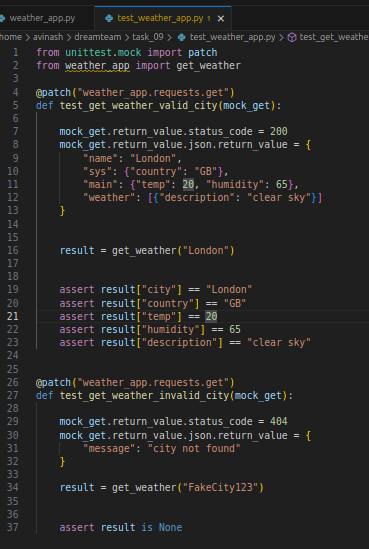 weather_app.py
test_weather_app.py 1 ×
home > avinash > dreamteam > task_09 > test_weather_app.py > test_get_weathe
1 from unittest.mock import patch
2 from weather_app import get_weather
3
4 @patch("weather_app.requests.get")
5 def test_get_weather_valid_city(mock_get):
6
7 mock_get.return_value.status_code = 200
8 mock_get.return_value.json.return_value = {
9 "name": "London",
10 "sys": {"country": "GB"},
11 "main": {"temp": 20, "humidity": 65},
12 "weather": [{"description": "clear sky"}]
13 }
14
15
16 result = get_weather("London")
17
18
19 assert result["city"] == "London"
20 assert result["country"] == "GB"
21 assert result["temp"] == 20
22 assert result["humidity"] == 65
23 assert result["description"] == "clear sky"
24
25
26 @patch("weather_app.requests.get")
27 def test_get_weather_invalid_city(mock_get):
28
29 mock_get.return_value.status_code = 404
30 mock_get.return_value.json.return_value = {
31 "message": "city not found"
32 }
33
34 result = get_weather("FakeCity123")
35
36
37 assert result is None